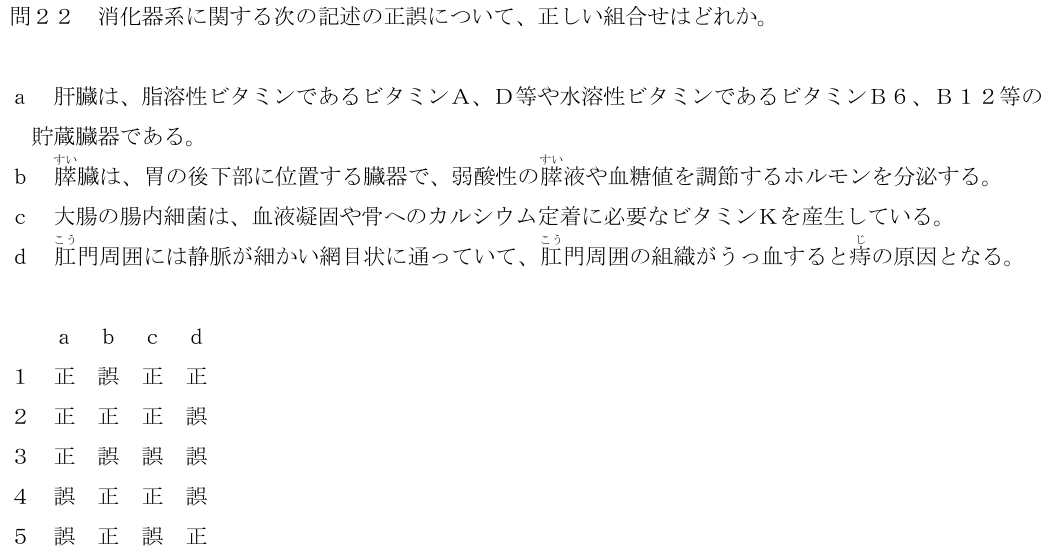 問２２　消化器系に関する次の記述の正誤について、正しい組合せはどれか。
ａ　肝臓は、脂溶性ビタミンであるビタミンＡ、Ｄ等や水溶性ビタミンであるビタミンＢ６、Ｂ１２等の
貯蔵臓器である。
すい　すい
ｂ　膵臓は、胃の後下部に位置する臓器で、弱酸性の膵液や血糖値を調節するホルモンを分泌する。
ｃ　大腸の腸内細菌は、血液凝固や骨へのカルシウム定着に必要なビタミンＫを産生している。
こう　こう　じ
ｄ　肛門周囲には静脈が細かい網目状に通っていて、肛門周囲の組織がうっ血すると痔の原因となる。
ａ　ｂ　ｃ　ｄ
１　正　誤　正　正
２　正　正　正　誤
３　正　誤　誤　誤
４　誤　正　正　誤
５　誤　正　誤　正